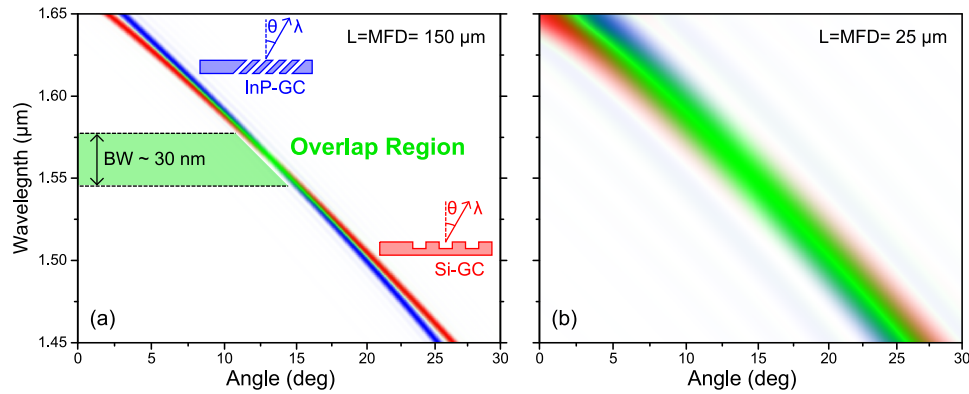 L=MFD= 150 µm
θ λ
InP-GC
Overlap Region
BW ~ 30 nm
θ λ
Si-GC
(a)
1.65
1.60
1.55
1.50
1.45
Wavelegnth (µm)
0 5 10 15 20 25 30
Angle (deg)
L=MFD= 25 µm
(b)
0 5 10 15 20 25 30
Angle (deg)